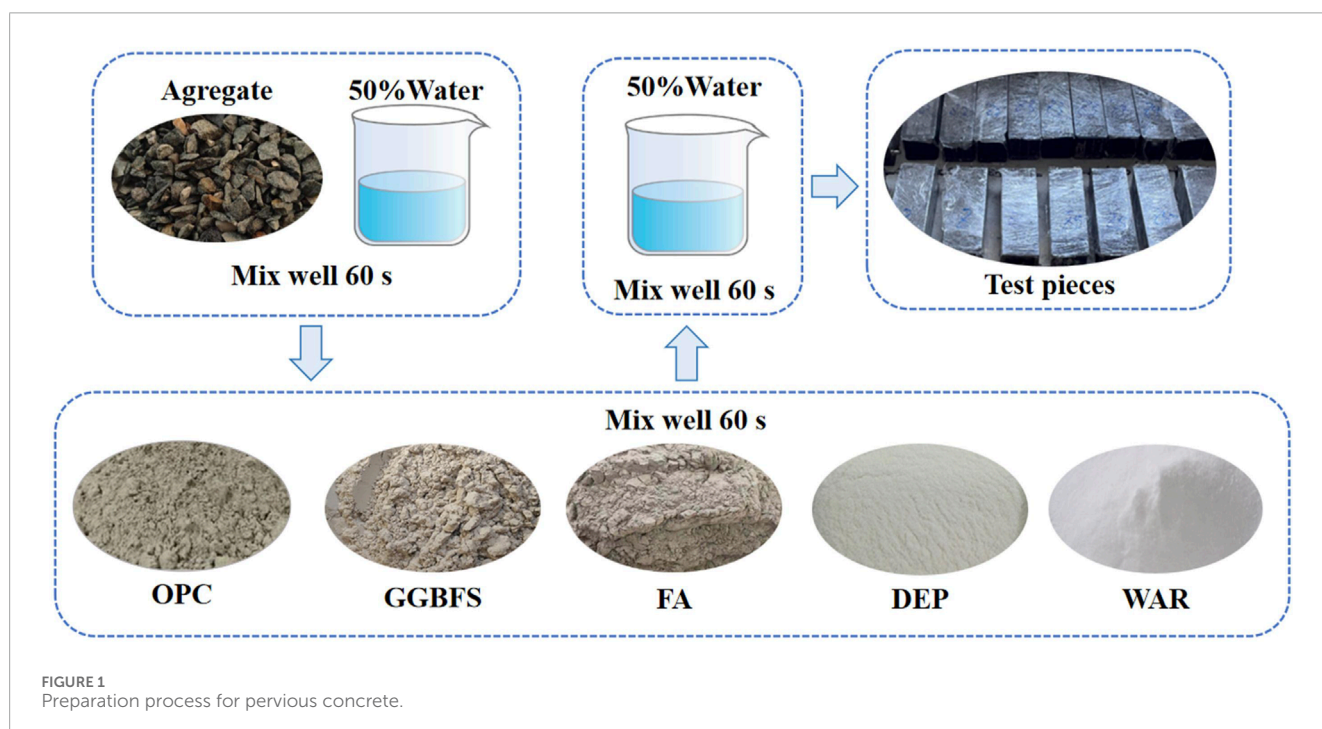 Agregate
50%Water
Mix well 60 s
50%Water
Mix well 60 s
Test pieces
Mix well 60 s
OPC
GGBFS
FA
DEP
WAR
FIGURE 1
Preparation process for pervious concrete.